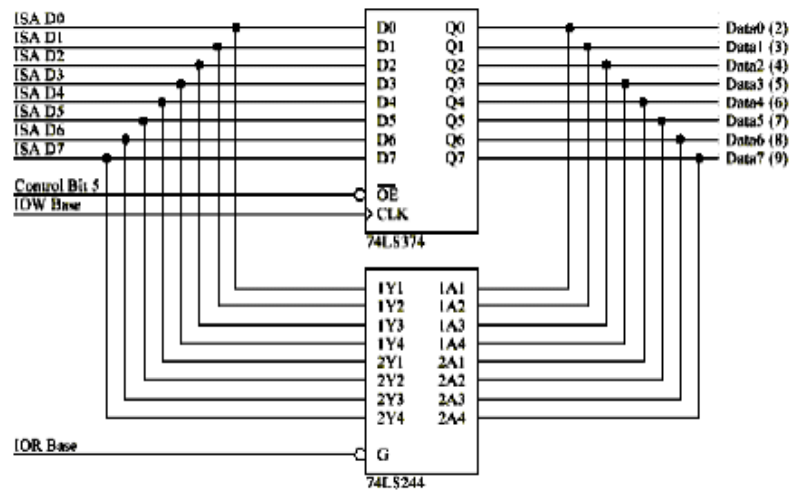 ISA D0
ISA D1
ISA D2
ISA D3
ISA D4
ISA D5
ISA D6
ISA D7
Control Bit 5
IOW Base
D0 Q0
D1 Q1
D2 Q2
D3 Q3
D4 Q4
D5 Q5
D6 Q6
D7 Q7
OE
CLK
74LS374
Data0 (2)
Data1 (3)
Data2 (4)
Data3 (5)
Data4 (6)
Data5 (7)
Data6 (8)
Data7 (9)
1Y1 1A1
1Y2 1A2
1Y3 1A3
1Y4 1A4
2Y1 2A1
2Y2 2A2
2Y3 2A3
2Y4 2A4
IOR Base
G
74LS244